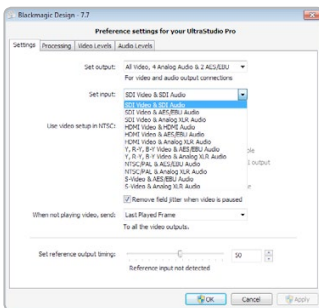 Blackmagic Design - 7.7
Preference settings for your UltraStudio Pro
Settings
Processing
Video Levels
Audio Levels
Set output:
All Video, 4 Analog Audio & 2 AES/EBU
For video and audio output connections
Set input:
SDI Video & SDI Audio
SDI Video & SDI Audio
SDI Video & AES/EBU Audio
SDI Video & Analog XLR Audio
HDMI Video & HDMI Audio
HDMI Video & AES/EBU Audio
HDMI Video & Analog XLR Audio
Y, R-Y, B-Y Video & AES/EBU Audio
Y, R-Y, B-Y Video & Analog XLR Audio
NTSC/PAL & AES/EBU Audio
NTSC/PAL & Analog XLR Audio
S-Video & AES/EBU Audio
S-Video & Analog XLR Audio
Use video setup in NTSC:
output
Remove field jitter when video is paused
When not playing video, send:
Last Played Frame
To all the video outputs.
Set reference output timing:
50
Reference input not detected
OK
Cancel
Apply